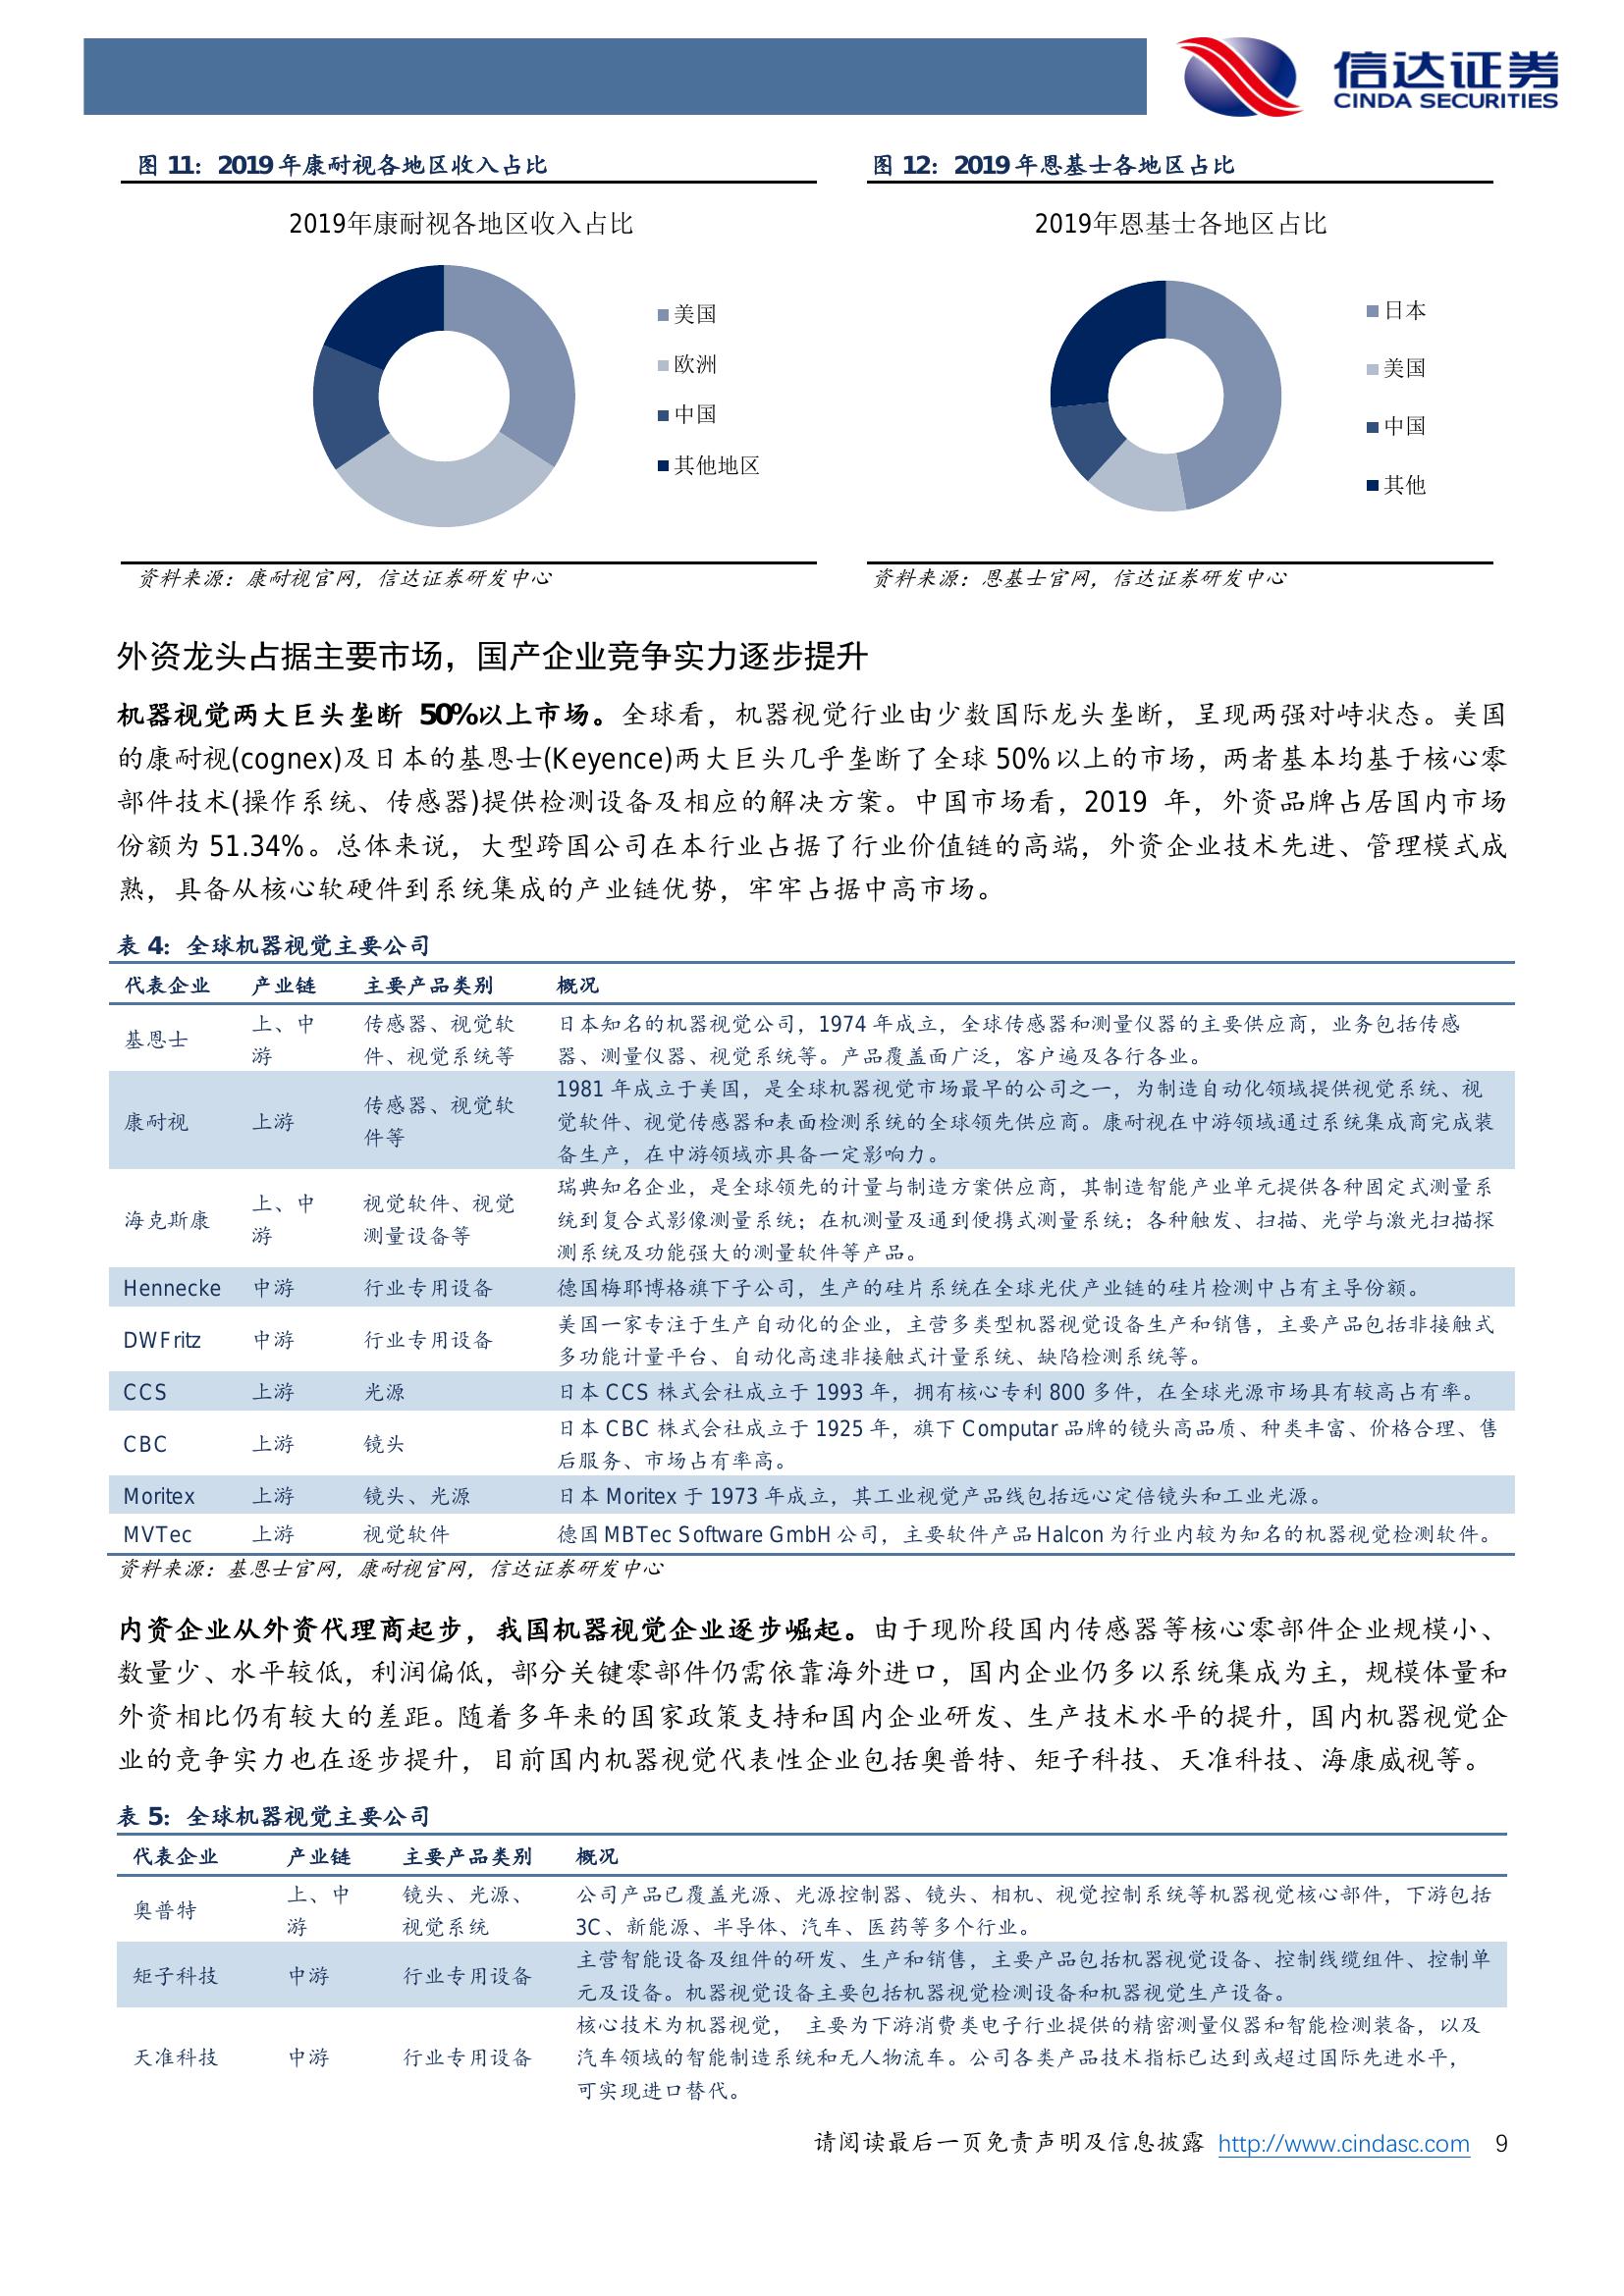 信达证券
CINDA SECURITIES
图 11：2019 年康耐视各地区收入占比
2019年康耐视各地区收入占比
美国
欧洲
中国
其他地区
资料来源：康耐视官网，信达证券研发中心
图 12：2019 年恩基士各地区占比
2019年恩基士各地区占比
日本
美国
中国
其他
资料来源：恩基士官网，信达证券研发中心
外资龙头占据主要市场，国产企业竞争实力逐步提升
机器视觉两大巨头垄断 50%以上市场。全球看，机器视觉行业由少数国际龙头垄断，呈现两强对峙状态。美国
的康耐视(cognex)及日本的基恩士(Keyence)两大巨头几乎垄断了全球 50%以上的市场，两者基本均基于核心零
部件技术(操作系统、传感器)提供检测设备及相应的解决方案。中国市场看，2019 年，外资品牌占居国内市场
份额为 51.34%。总体来说，大型跨国公司在本行业占据了行业价值链的高端，外资企业技术先进、管理模式成
熟，具备从核心软硬件到系统集成的产业链优势，牢牢占据中高市场。
表 4：全球机器视觉主要公司
代表企业 产业链 主要产品类别 概况
基恩士
上、中
游
传感器、视觉软
件、视觉系统等
日本知名的机器视觉公司，1974 年成立，全球传感器和测量仪器的主要供应商，业务包括传感
器、测量仪器、视觉系统等。产品覆盖面广泛，客户遍及各行各业。
康耐视
上游
传感器、视觉软
件等
1981 年成立于美国，是全球机器视觉市场最早的公司之一，为制造自动化领域提供视觉系统、视
觉软件、视觉传感器和表面检测系统的全球领先供应商。康耐视在中游领域通过系统集成商完成装
备生产，在中游领域亦具备一定影响力。
海克斯康
上、中
游
视觉软件、视觉
测量设备等
瑞典知名企业，是全球领先的计量与制造方案供应商，其制造智能产业单元提供各种固定式测量系
统到复合式影像测量系统；在机测量及通到便携式测量系统；各种触发、扫描、光学与激光扫描探
测系统及功能强大的测量软件等产品。
Hennecke 中游 行业专用设备 德国梅耶博格旗下子公司，生产的硅片系统在全球光伏产业链的硅片检测中占有主导份额。
DWFritz
中游
行业专用设备
美国一家专注于生产自动化的企业，主营多类型机器视觉设备生产和销售，主要产品包括非接触式
多功能计量平台、自动化高速非接触式计量系统、缺陷检测系统等。
CCS 上游 光源 日本 CCS 株式会社成立于 1993 年，拥有核心专利 800 多件，在全球光源市场具有较高占有率。
CBC
上游
镜头
日本 CBC 株式会社成立于 1925 年，旗下 Computar 品牌的镜头高品质、种类丰富、价格合理、售
后服务、市场占有率高。
Moritex 上游 镜头、光源 日本 Moritex 于 1973 年成立，其工业视觉产品线包括远心定倍镜头和工业光源。
MVTec 上游 视觉软件 德国 MBTec Software GmbH 公司，主要软件产品 Halcon 为行业内较为知名的机器视觉检测软件。
资料来源：基恩士官网，康耐视官网，信达证券研发中心
内资企业从外资代理商起步，我国机器视觉企业逐步崛起。由于现阶段国内传感器等核心零部件企业规模小、
数量少、水平较低，利润偏低，部分关键零部件仍需依靠海外进口，国内企业仍多以系统集成为主，规模体量和
外资相比仍有较大的差距。随着多年来的国家政策支持和国内企业研发、生产技术水平的提升，国内机器视觉企
业的竞争实力也在逐步提升，目前国内机器视觉代表性企业包括奥普特、矩子科技、天准科技、海康威视等。
表 5：全球机器视觉主要公司
代表企业 产业链 主要产品类别 概况
奥普特
上、中
游
镜头、光源、
视觉系统
公司产品已覆盖光源、光源控制器、镜头、相机、视觉控制系统等机器视觉核心部件，下游包括
3C、新能源、半导体、汽车、医药等多个行业。
矩子科技
中游
行业专用设备
主营智能设备及组件的研发、生产和销售，主要产品包括机器视觉设备、控制线缆组件、控制单
元及设备。机器视觉设备主要包括机器视觉检测设备和机器视觉生产设备。
天准科技
中游
行业专用设备
核心技术为机器视觉， 主要为下游消费类电子行业提供的精密测量仪器和智能检测装备，以及
汽车领域的智能制造系统和无人物流车。公司各类产品技术指标已达到或超过国际先进水平，
可实现进口替代。
请阅读最后一页免责声明及信息披露 http://www.cindasc.com 9